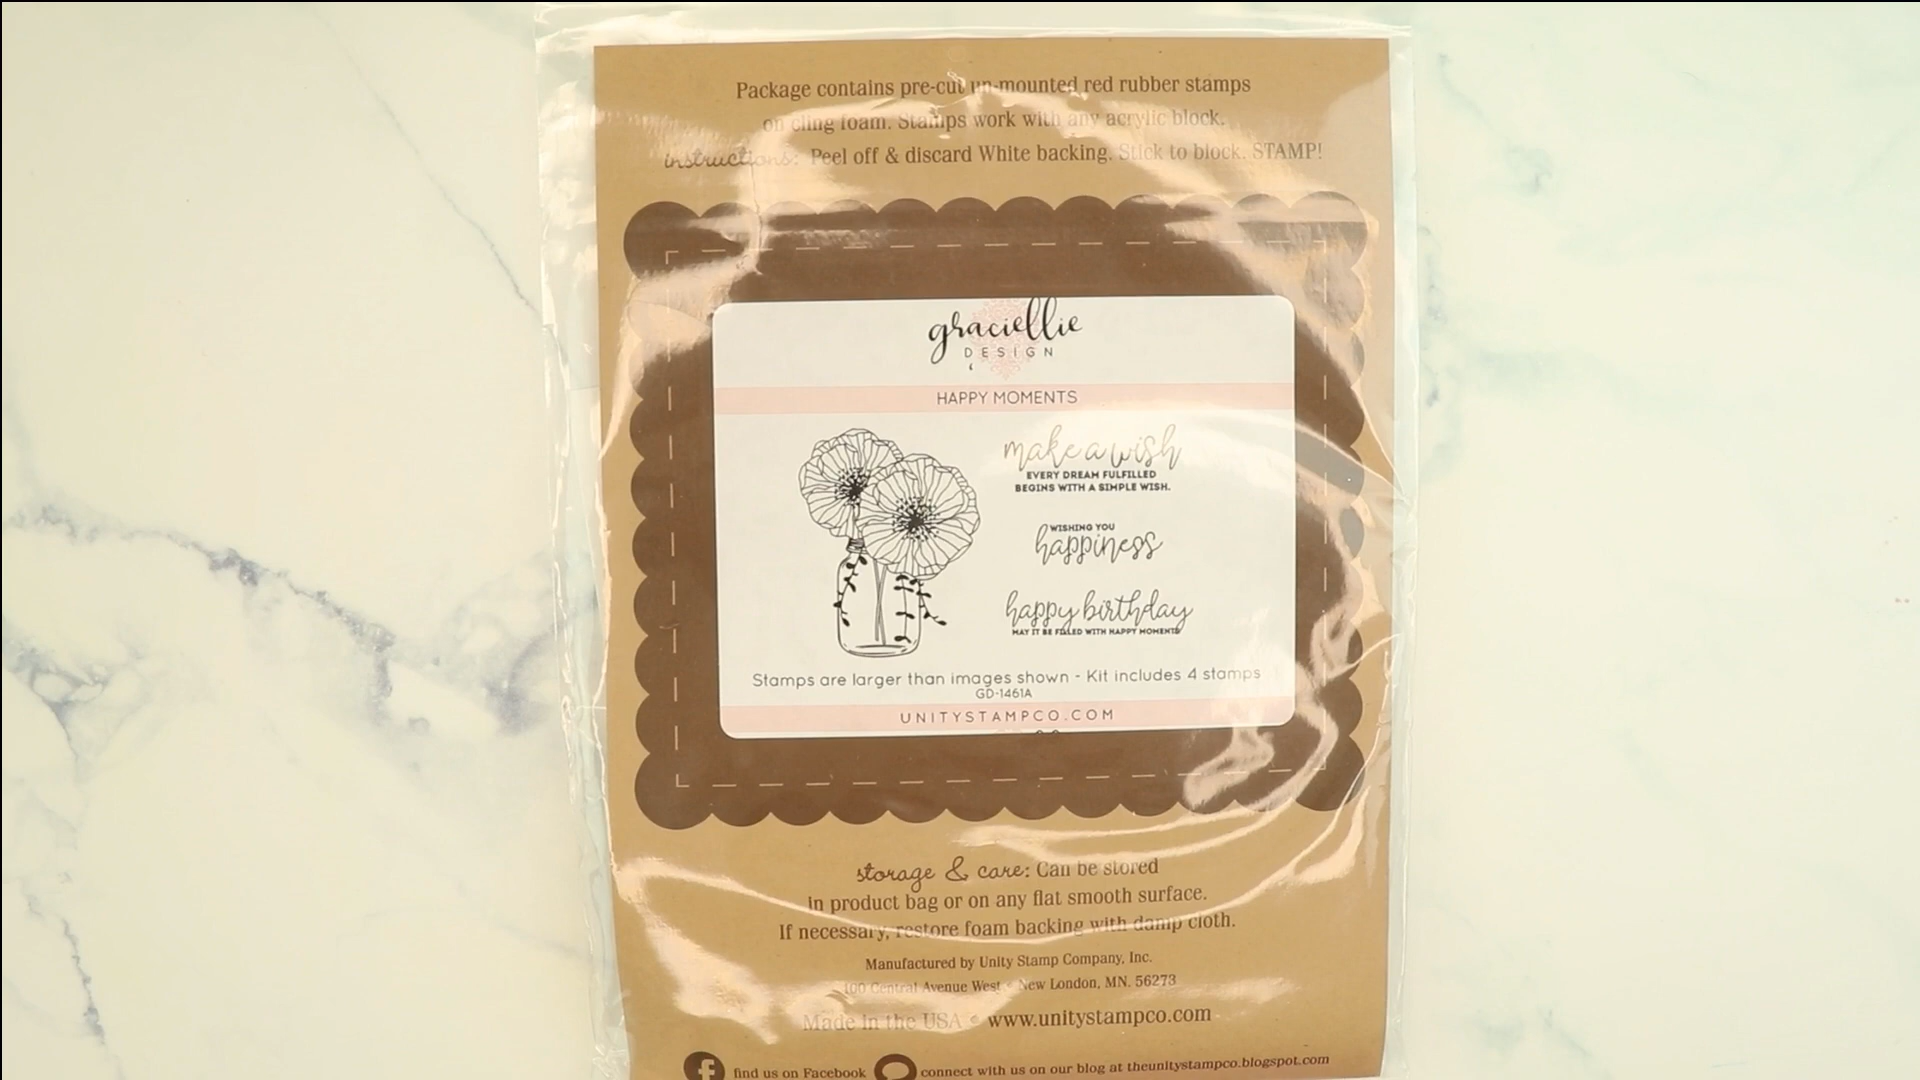 Package contains pre-cut un-mounted red rubber stamps
on cling foam. Stamps work with any acrylic block.
instructions: Peel off & discard White backing. Stick to block. STAMP!
graciellie
DESIGN
HAPPY MOMENTS
make a wish
EVERY DREAM FULFILLED
BEGINS WITH A SIMPLE WISH.
WISHING YOU
happiness
happy birthday
MAY IT BE FILLED WITH HAPPY MOMENTS
Stamps are larger than images shown - Kit includes 4 stamps
GD-1461A
UNITYSTAMPCO.COM
storage & care: Can be stored
in product bag or on any flat smooth surface.
If necessary, restore foam backing with damp cloth.
Manufactured by Unity Stamp Company, Inc.
100 Central Avenue West • New London, MN. 56273
Made in the USA • www.unitystampco.com
find us on Facebook connect with us on our blog at theunitystampco.blogspot.com